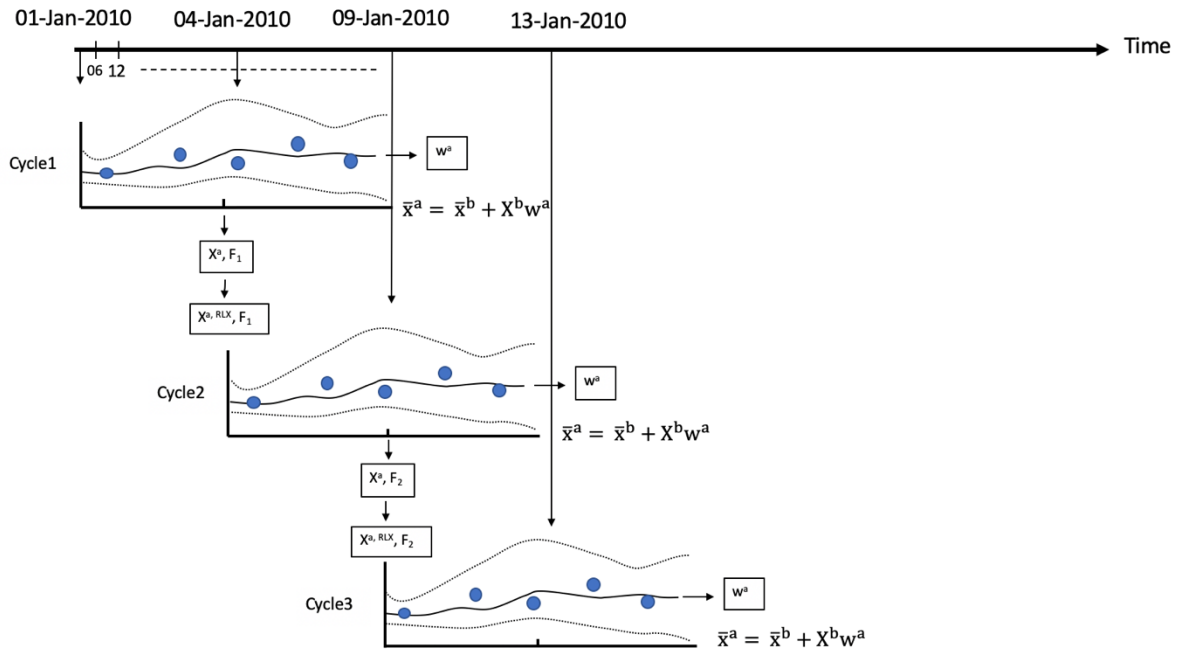 01-Jan-2010 04-Jan-2010 09-Jan-2010 13-Jan-2010
Time
06 12
Cycle1
wᵃ
x̄ᵃ = x̄ᵇ + Xᵇwᵃ
Xᵃ, F₁
Xᵃ, ᴿᴸˣ, F₁
Cycle2
wᵃ
x̄ᵃ = x̄ᵇ + Xᵇwᵃ
Xᵃ, F₂
Xᵃ, ᴿᴸˣ, F₂
Cycle3
wᵃ
x̄ᵃ = x̄ᵇ + Xᵇwᵃ